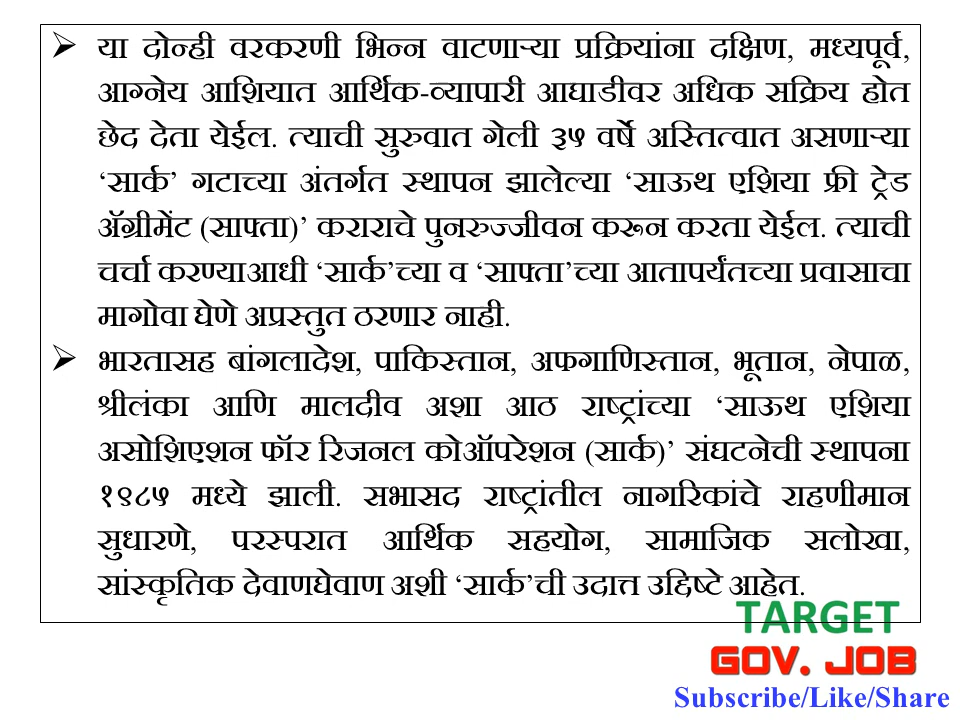 ➢ या दोन्ही वरकरणी भिन्न वाटणाऱ्या प्रक्रियांना दक्षिण, मध्यपूर्व,
आग्नेय आशियात आर्थिक-व्यापारी आघाडीवर अधिक सक्रिय होत
छेद देता येईल. त्याची सुरुवात गेली ३५ वर्षे अस्तित्वात असणाऱ्या
‘सार्क’ गटाच्या अंतर्गत स्थापन झालेल्या ‘साऊथ एशिया फ्री ट्रेड
अ‍ॅग्रीमेंट (साफ्ता)’ कराराचे पुनरुज्जीवन करून करता येईल. त्याची
चर्चा करण्याआधी ‘सार्क’च्या व ‘साफ्ता’च्या आतापर्यंतच्या प्रवासाचा
मागोवा घेणे अप्रस्तुत ठरणार नाही.
➢ भारतासह बांगलादेश, पाकिस्तान, अफगाणिस्तान, भूतान, नेपाळ,
श्रीलंका आणि मालदीव अशा आठ राष्ट्रांच्या ‘साऊथ एशिया
असोशिएशन फॉर रिजनल कोऑपरेशन (सार्क)’ संघटनेची स्थापना
१९८५ मध्ये झाली. सभासद राष्ट्रांतील नागरिकांचे राहणीमान
सुधारणे, परस्परात आर्थिक सहयोग, सामाजिक सलोखा,
सांस्कृतिक देवाणघेवाण अशी ‘सार्क’ची उदात्त उद्दिष्टे आहेत.
TARGET
GOV. JOB
Subscribe/Like/Share